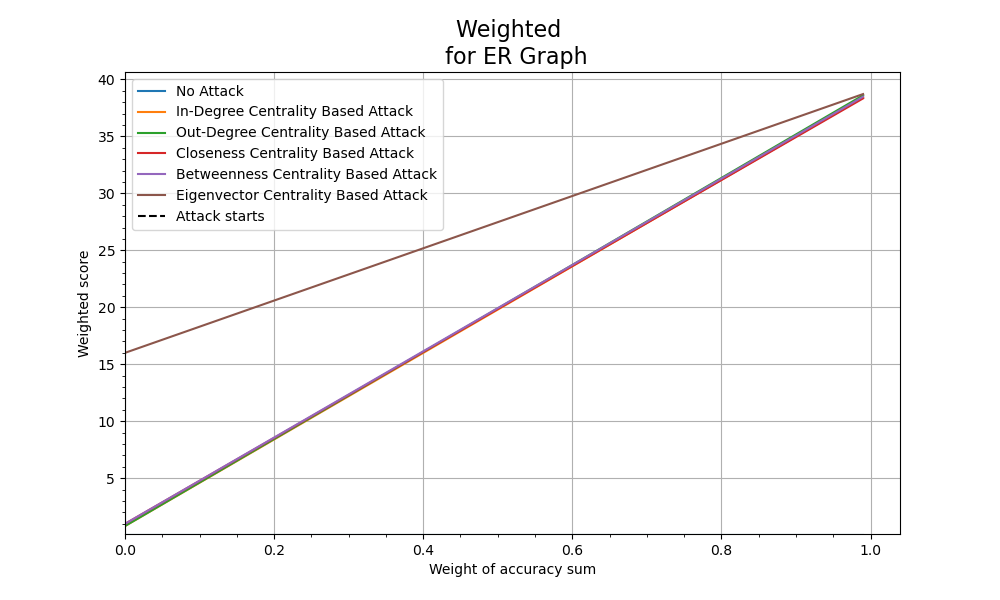 Weighted
for ER Graph
40
35
30
25
20
15
10
5
Weighted score
No Attack
In-Degree Centrality Based Attack
Out-Degree Centrality Based Attack
Closeness Centrality Based Attack
Betweenness Centrality Based Attack
Eigenvector Centrality Based Attack
Attack starts
0.0 0.2 0.4 0.6 0.8 1.0
Weight of accuracy sum